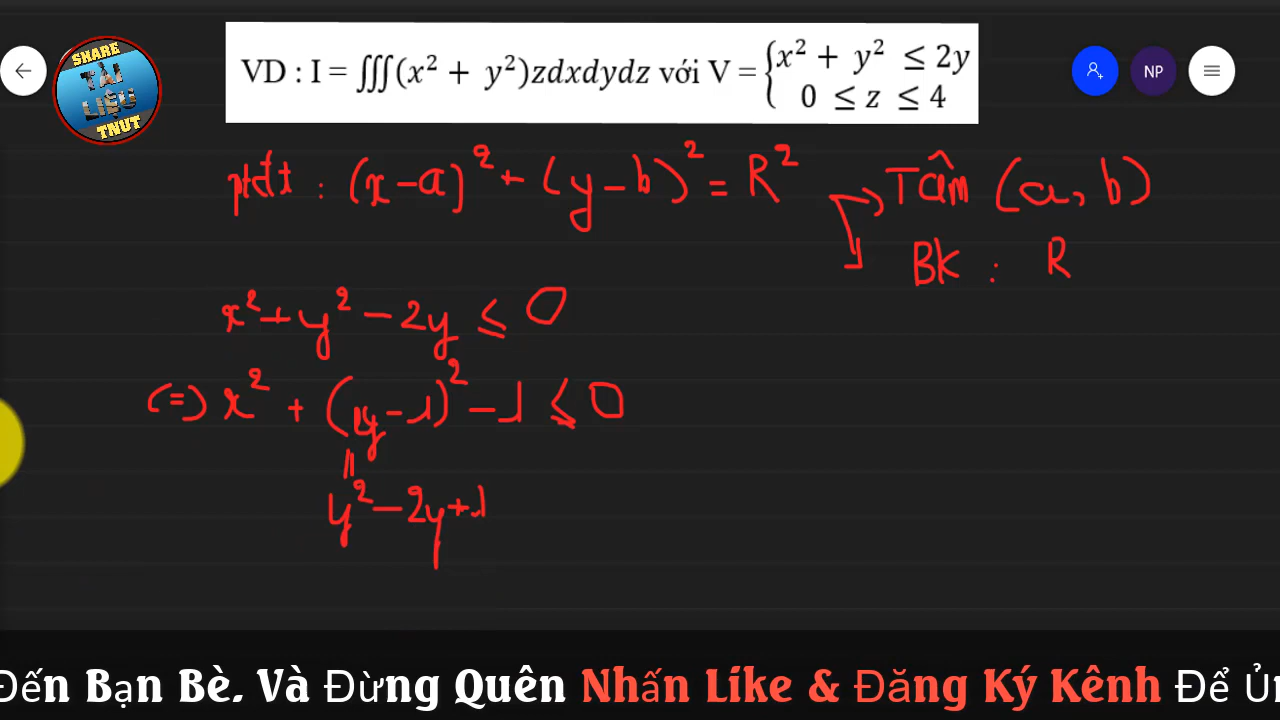 SHARE
TÀI
LIỆU
TNUT
VD : I = ∭(x² + y²)zdxdydz với V = {x² + y² ≤ 2y
0 ≤ z ≤ 4
NP
ptđt : (x - a)² + (y - b)² = R² Tâm (a, b)
BK : R
x² + y² - 2y ≤ 0
(=) x² + (y - 1)² - 1 ≤ 0
=
y² - 2y + 1
Đến Bạn Bè. Và Đừng Quên Nhấn Like & Đăng Ký Kênh Để Ủ